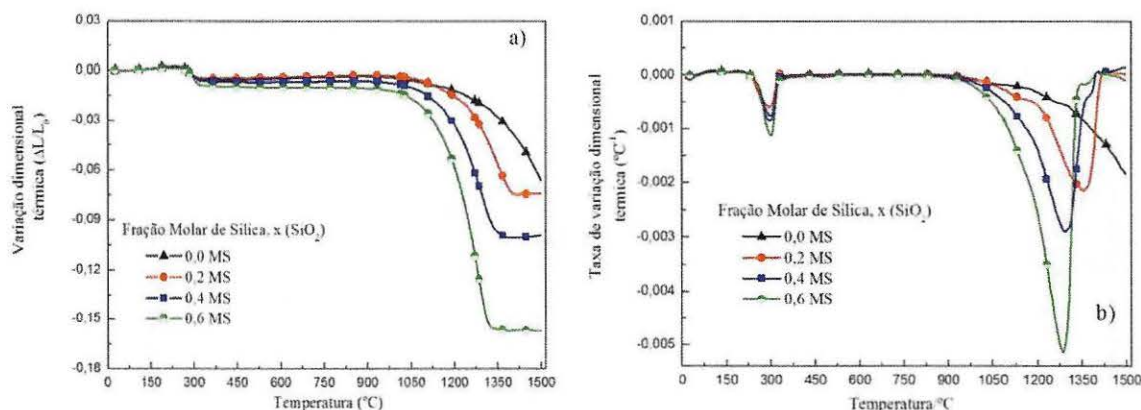 a)
0.03
0.00
-0.03
-0.06
-0,09
-0,12
-0,15
-0,18
Variação dimensional
térmica (ΔL/L₀)
Fração Molar de Sílica, x (SiO₂)
0,0 MS
0,2 MS
0,4 MS
0,6 MS
0 150 300 450 600 750 900 1050 1200 1350 1500
Temperatura (°C)
b)
0.001
0.000
-0.001
-0.002
-0.003
-0.004
-0.005
Taxa de variação dimensional
térmica (°C⁻¹)
Fração Molar de Sílica, x (SiO₂)
0,0 MS
0,2 MS
0,4 MS
0,6 MS
0 150 300 450 600 750 900 1050 1200 1350 1500
Temperatura/°C